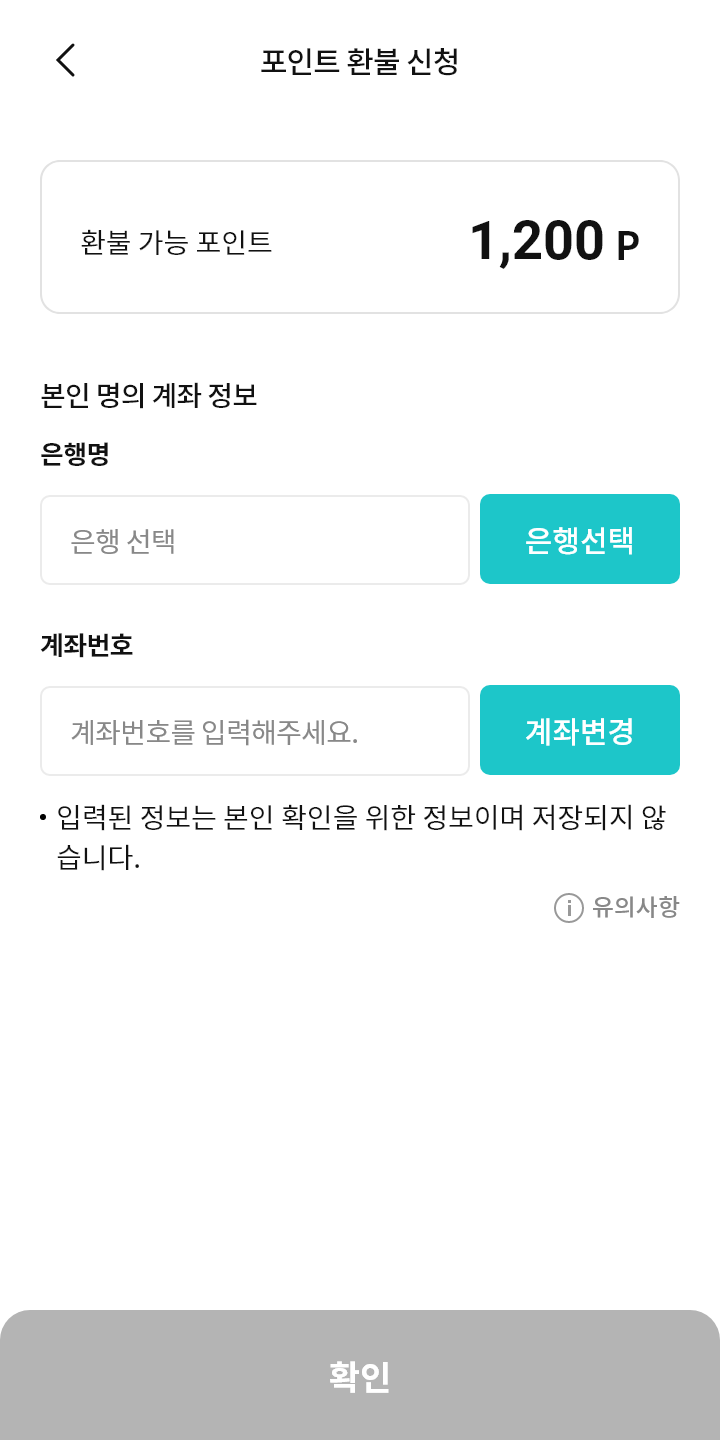 포인트 환불 신청
환불 가능 포인트 1,200 P
본인 명의 계좌 정보
은행명
은행 선택 은행선택
계좌번호
계좌번호를 입력해주세요. 계좌변경
• 입력된 정보는 본인 확인을 위한 정보이며 저장되지 않
습니다.
유의사항
확인